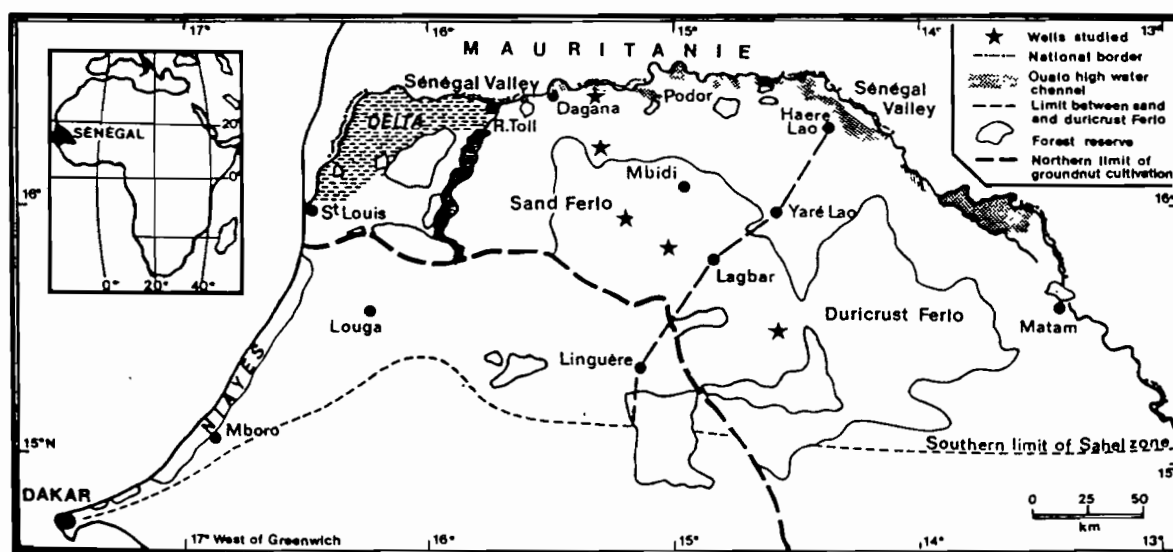 17°
16°
15°
14°
13°
MAURITANIE
Sénégal Valley
DELTA
R.Toll
Dagana
Podor
Haere
Lao
Sénégal
Valley
SÉNÉGAL
20°
0°
0° 20° 40°
16°
16°
St Louis
Sand Ferlo
Mbidi
Yaré Lao
Lagbar
Louga
Linguère
Duricrust Ferlo
Matam
NIAYES
Mboro
15°N
15°
Southern limit of Sahel zone
DAKAR
17° West of Greenwich
16°
15°
14°
13°
0 25 50
km
Wells studied
National border
Oualo high water
channel
Limit between sand
and duricrust Ferlo
Forest reserve
Northern limit of
groundnut cultivation